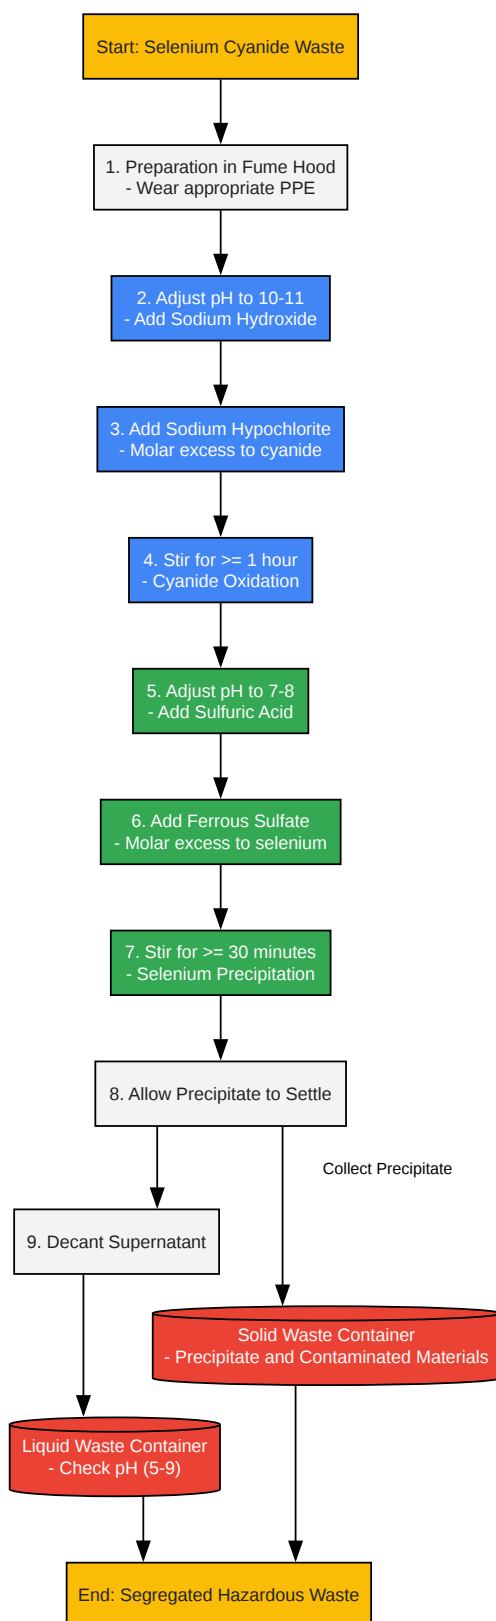 Start: Selenium Cyanide Waste
1. Preparation in Fume Hood
- Wear appropriate PPE
2. Adjust pH to 10-11
- Add Sodium Hydroxide
3. Add Sodium Hypochlorite
- Molar excess to cyanide
4. Stir for >= 1 hour
- Cyanide Oxidation
5. Adjust pH to 7-8
- Add Sulfuric Acid
6. Add Ferrous Sulfate
- Molar excess to selenium
7. Stir for >= 30 minutes
- Selenium Precipitation
8. Allow Precipitate to Settle
Collect Precipitate
9. Decant Supernatant
Solid Waste Container
- Precipitate and Contaminated Materials
Liquid Waste Container
- Check pH (5-9)
End: Segregated Hazardous Waste